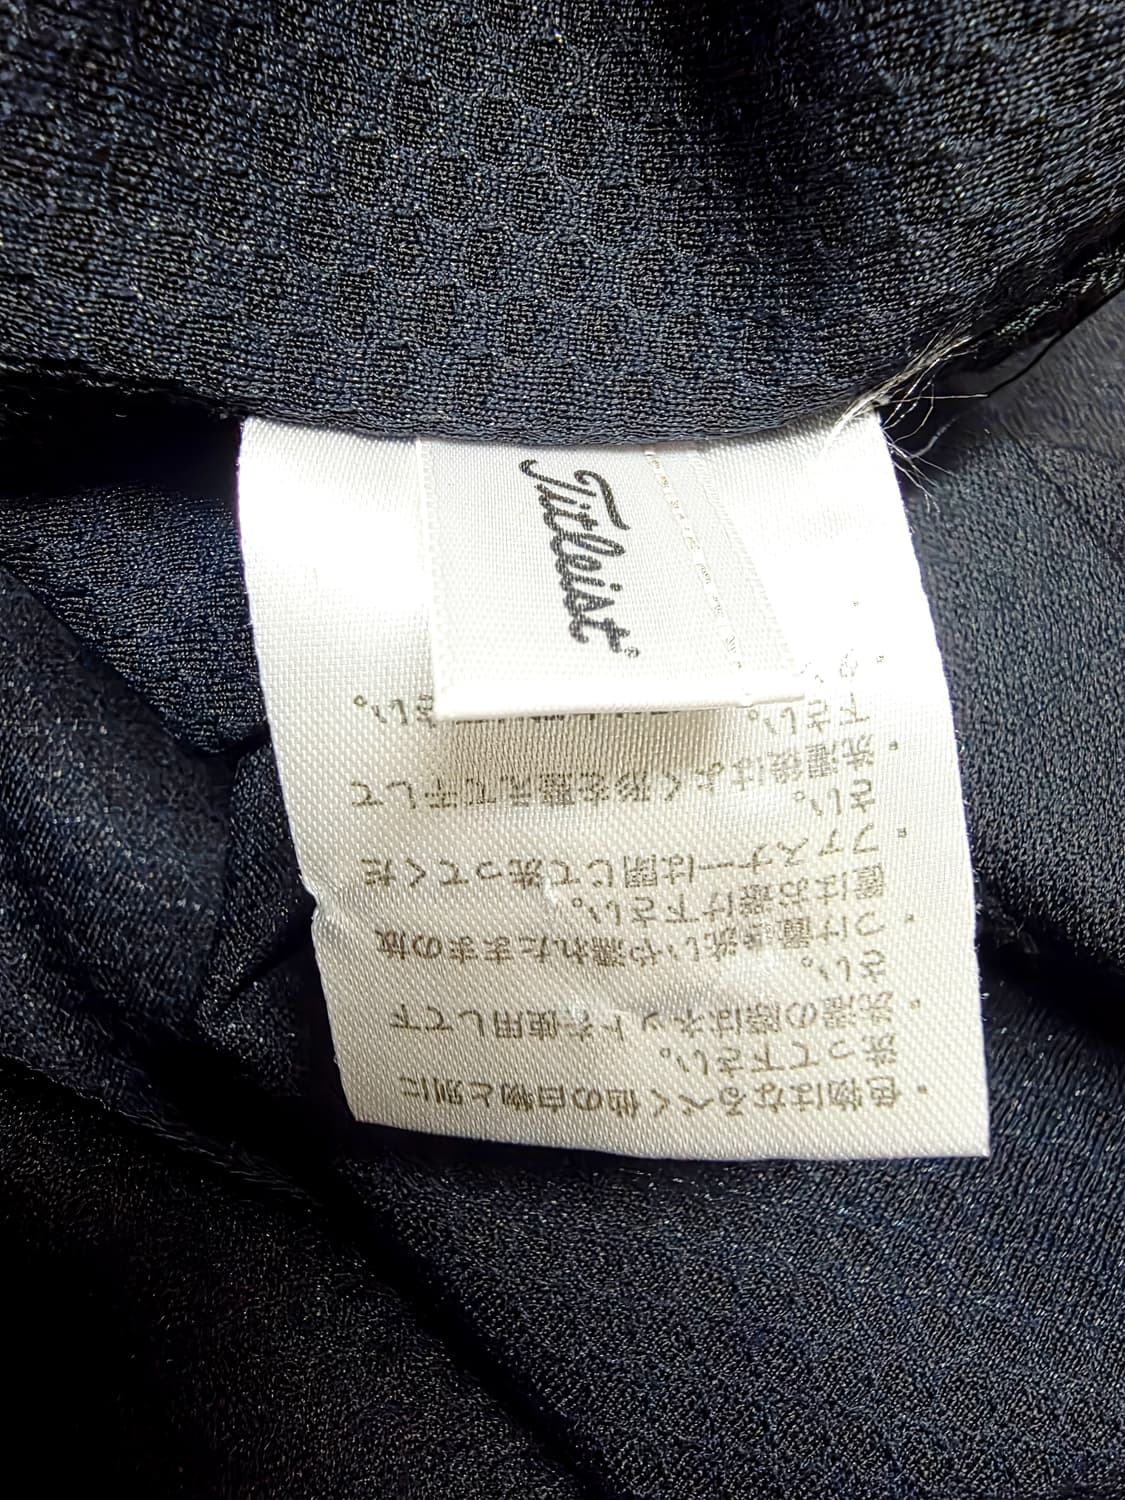 Titleist®
・色物はなるべく他の白物と別に
洗って下さい。
・洗濯の際はネットを使用して下
さい。
・つけ置き洗いや濡れたままの放
置はお避け下さい。
・ファスナーは閉じて洗ってくだ
さい。
・洗濯後はよく形を整えて干して
下さい。
さい。